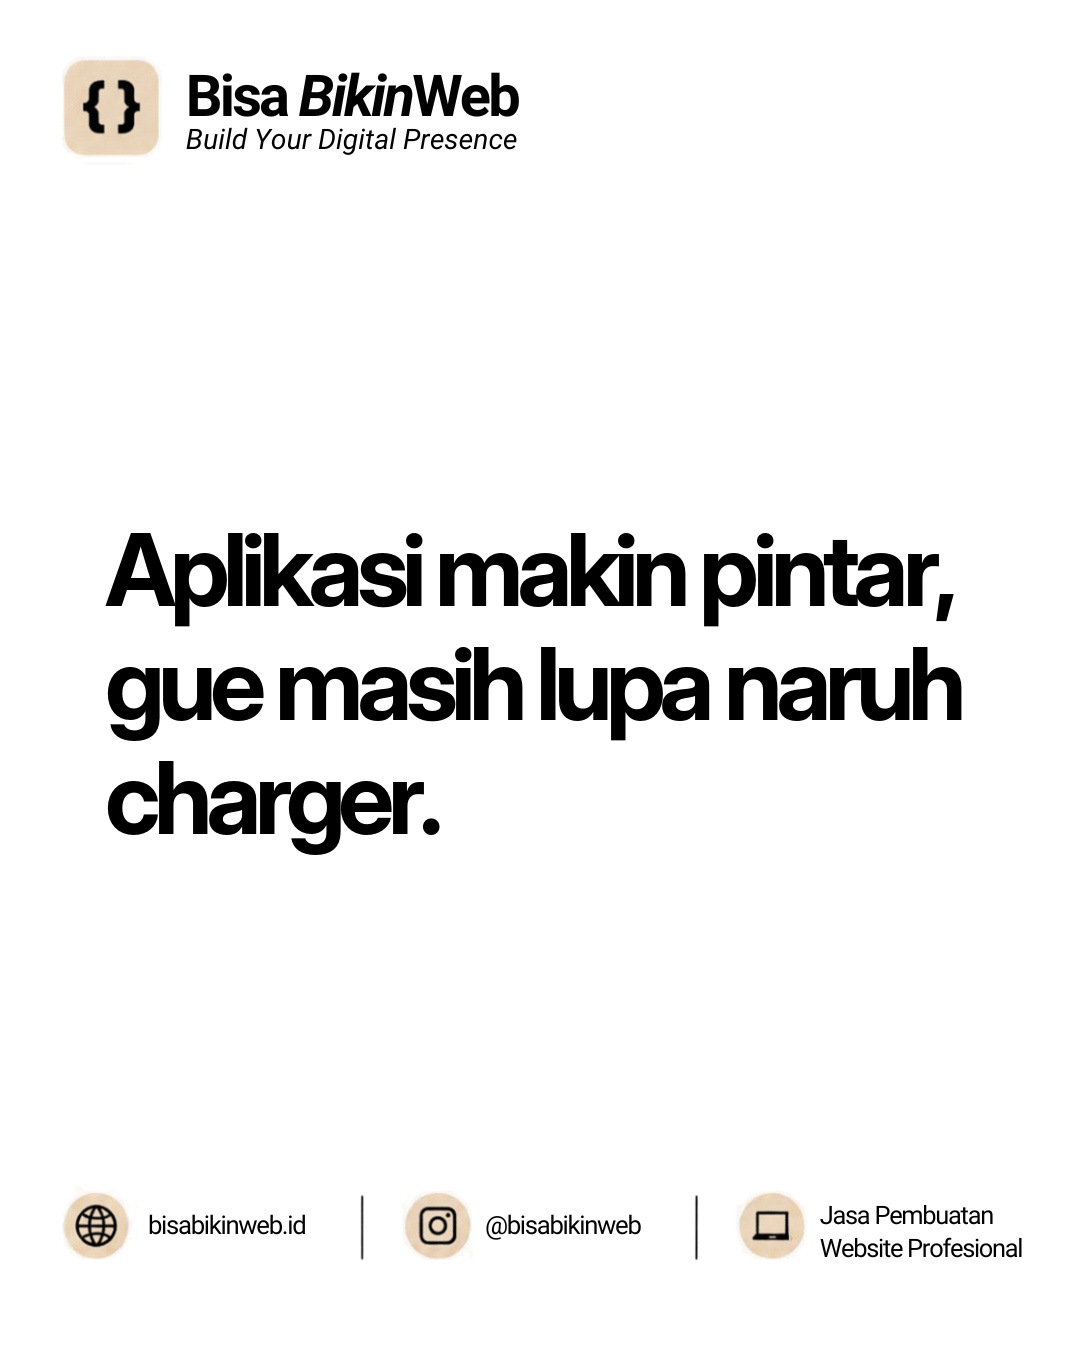 { }
Bisa BikinWeb
Build Your Digital Presence
Aplikasi makin pintar,
gue masih lupa naruh
charger.
bisabikinweb.id
@bisabikinweb
Jasa Pembuatan
Website Profesional